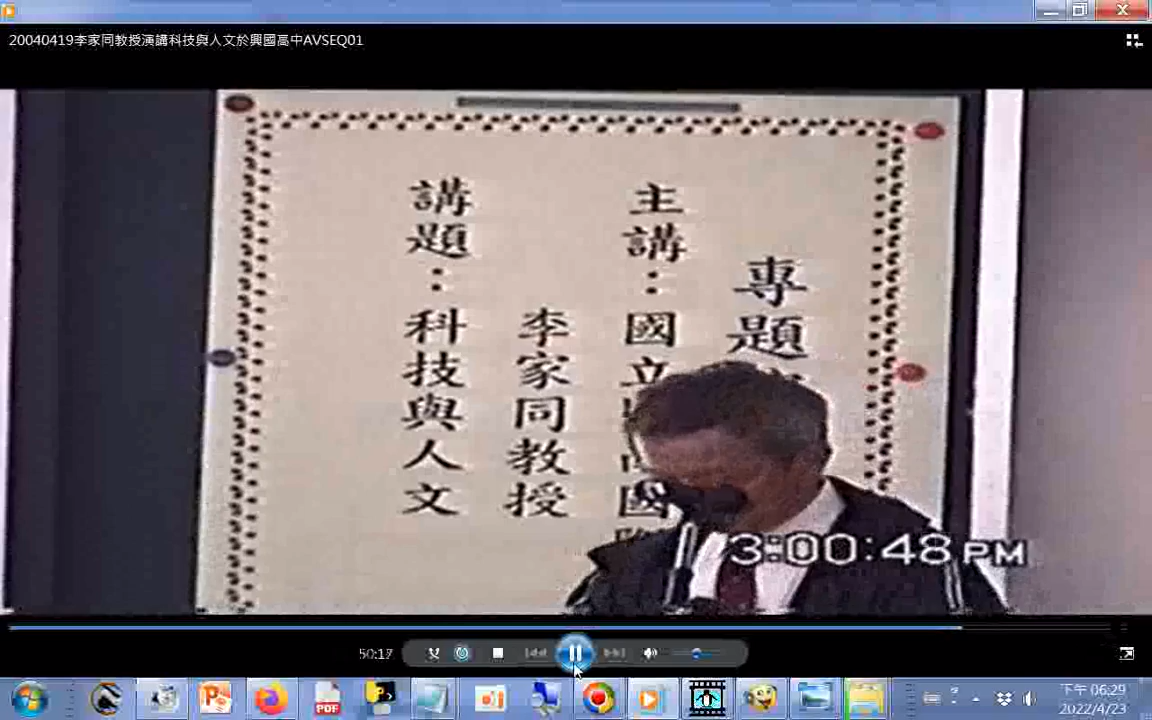 20040419李家同教授演講科技與人文於興國高中AVSEQ01
專題
主講：國立
國
李家同教授
講題：科技與人文
3:00:48 PM
50:17
PDF
下午 06:29
2022/4/23